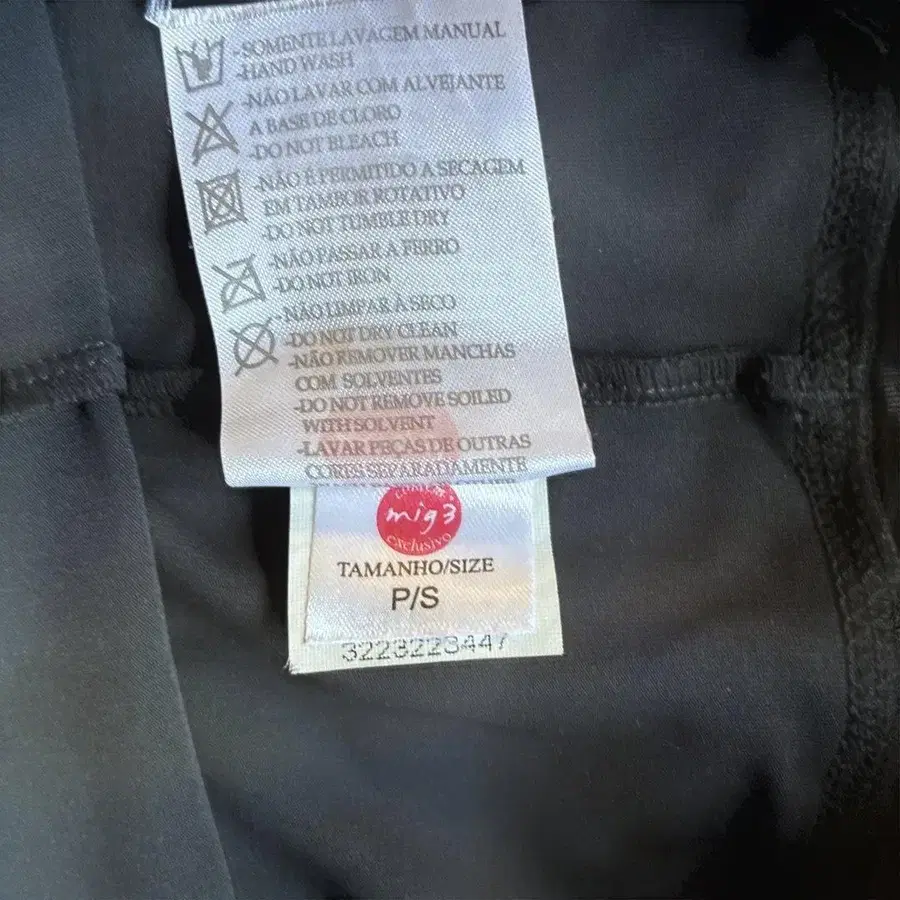 -SOMENTE LAVAGEM MANUAL
-HAND WASH
-NÃO LAVAR COM ALVEJANTE
A BASE DE CLORO
-DO NOT BLEACH
-NÃO É PERMITIDO A SECAGEM
EM TAMBOR ROTATIVO
-DO NOT TUMBLE DRY
-NÃO PASSAR A FERRO
-DO NOT IRON
-NÃO LIMPAR À SECO
-DO NOT DRY CLEAN
-NÃO REMOVER MANCHAS
COM SOLVENTES
-DO NOT REMOVE SOILED
WITH SOLVENT
-LAVAR PEÇAS DE OUTRAS
CORES SEPARADAMENTE
mig3
exclusivo
TAMANHO/SIZE
P/S
3223223447